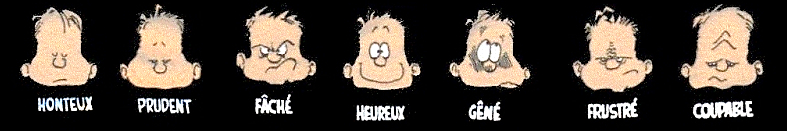 HONTEUX PRUDENT FÂCHÉ HEUREUX GÊNÉ FRUSTRÉ COUPABLE